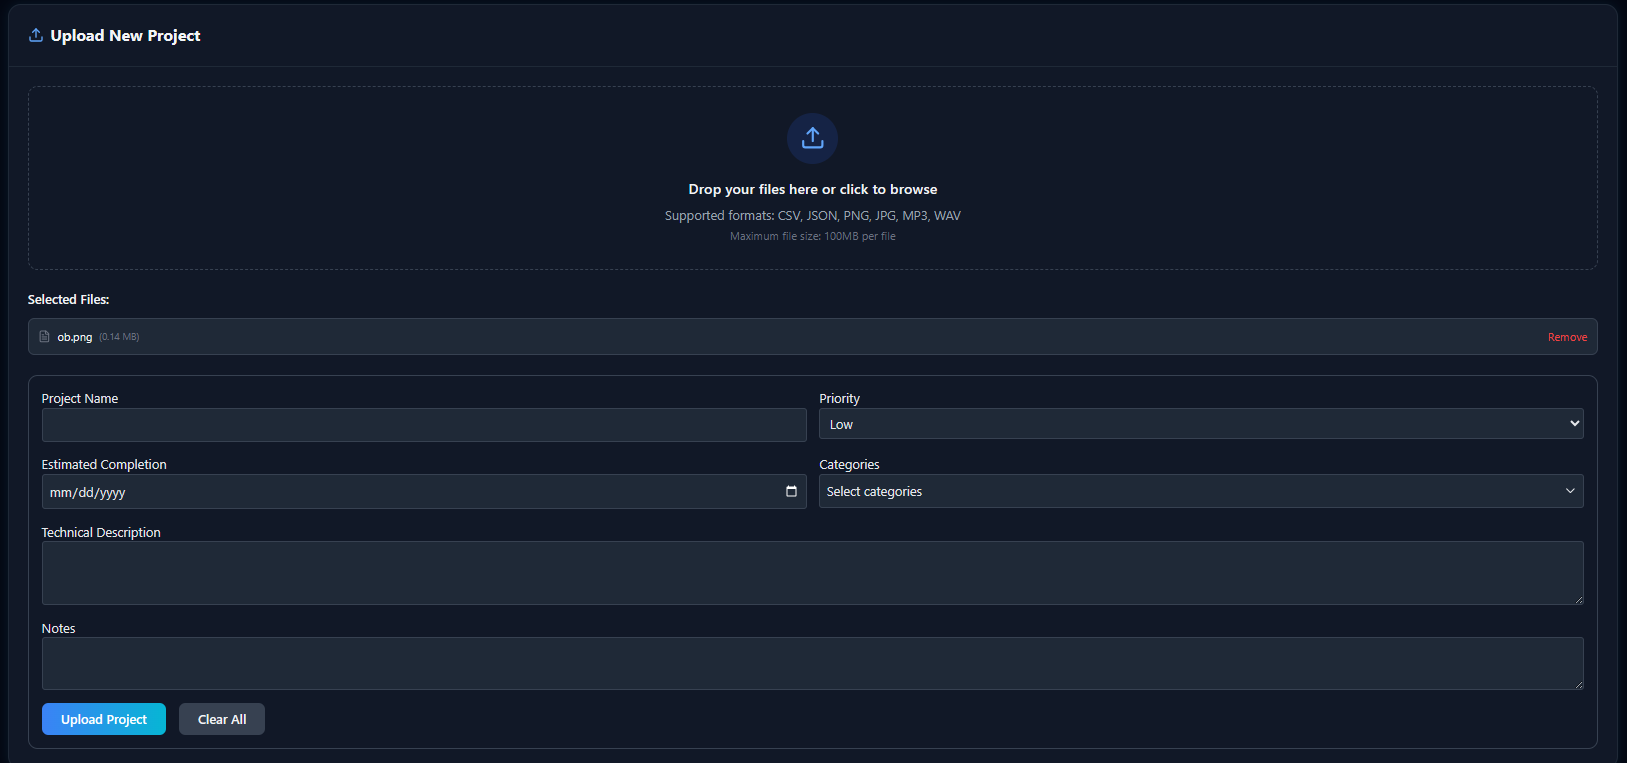 Upload New Project
Drop your files here or click to browse
Supported formats: CSV, JSON, PNG, JPG, MP3, WAV
Maximum file size: 100MB per file
Selected Files:
ob.png (0.14 MB) Remove
Project Name Priority
Low
Estimated Completion Categories
mm/dd/yyyy Select categories
Technical Description
Notes
Upload Project Clear All